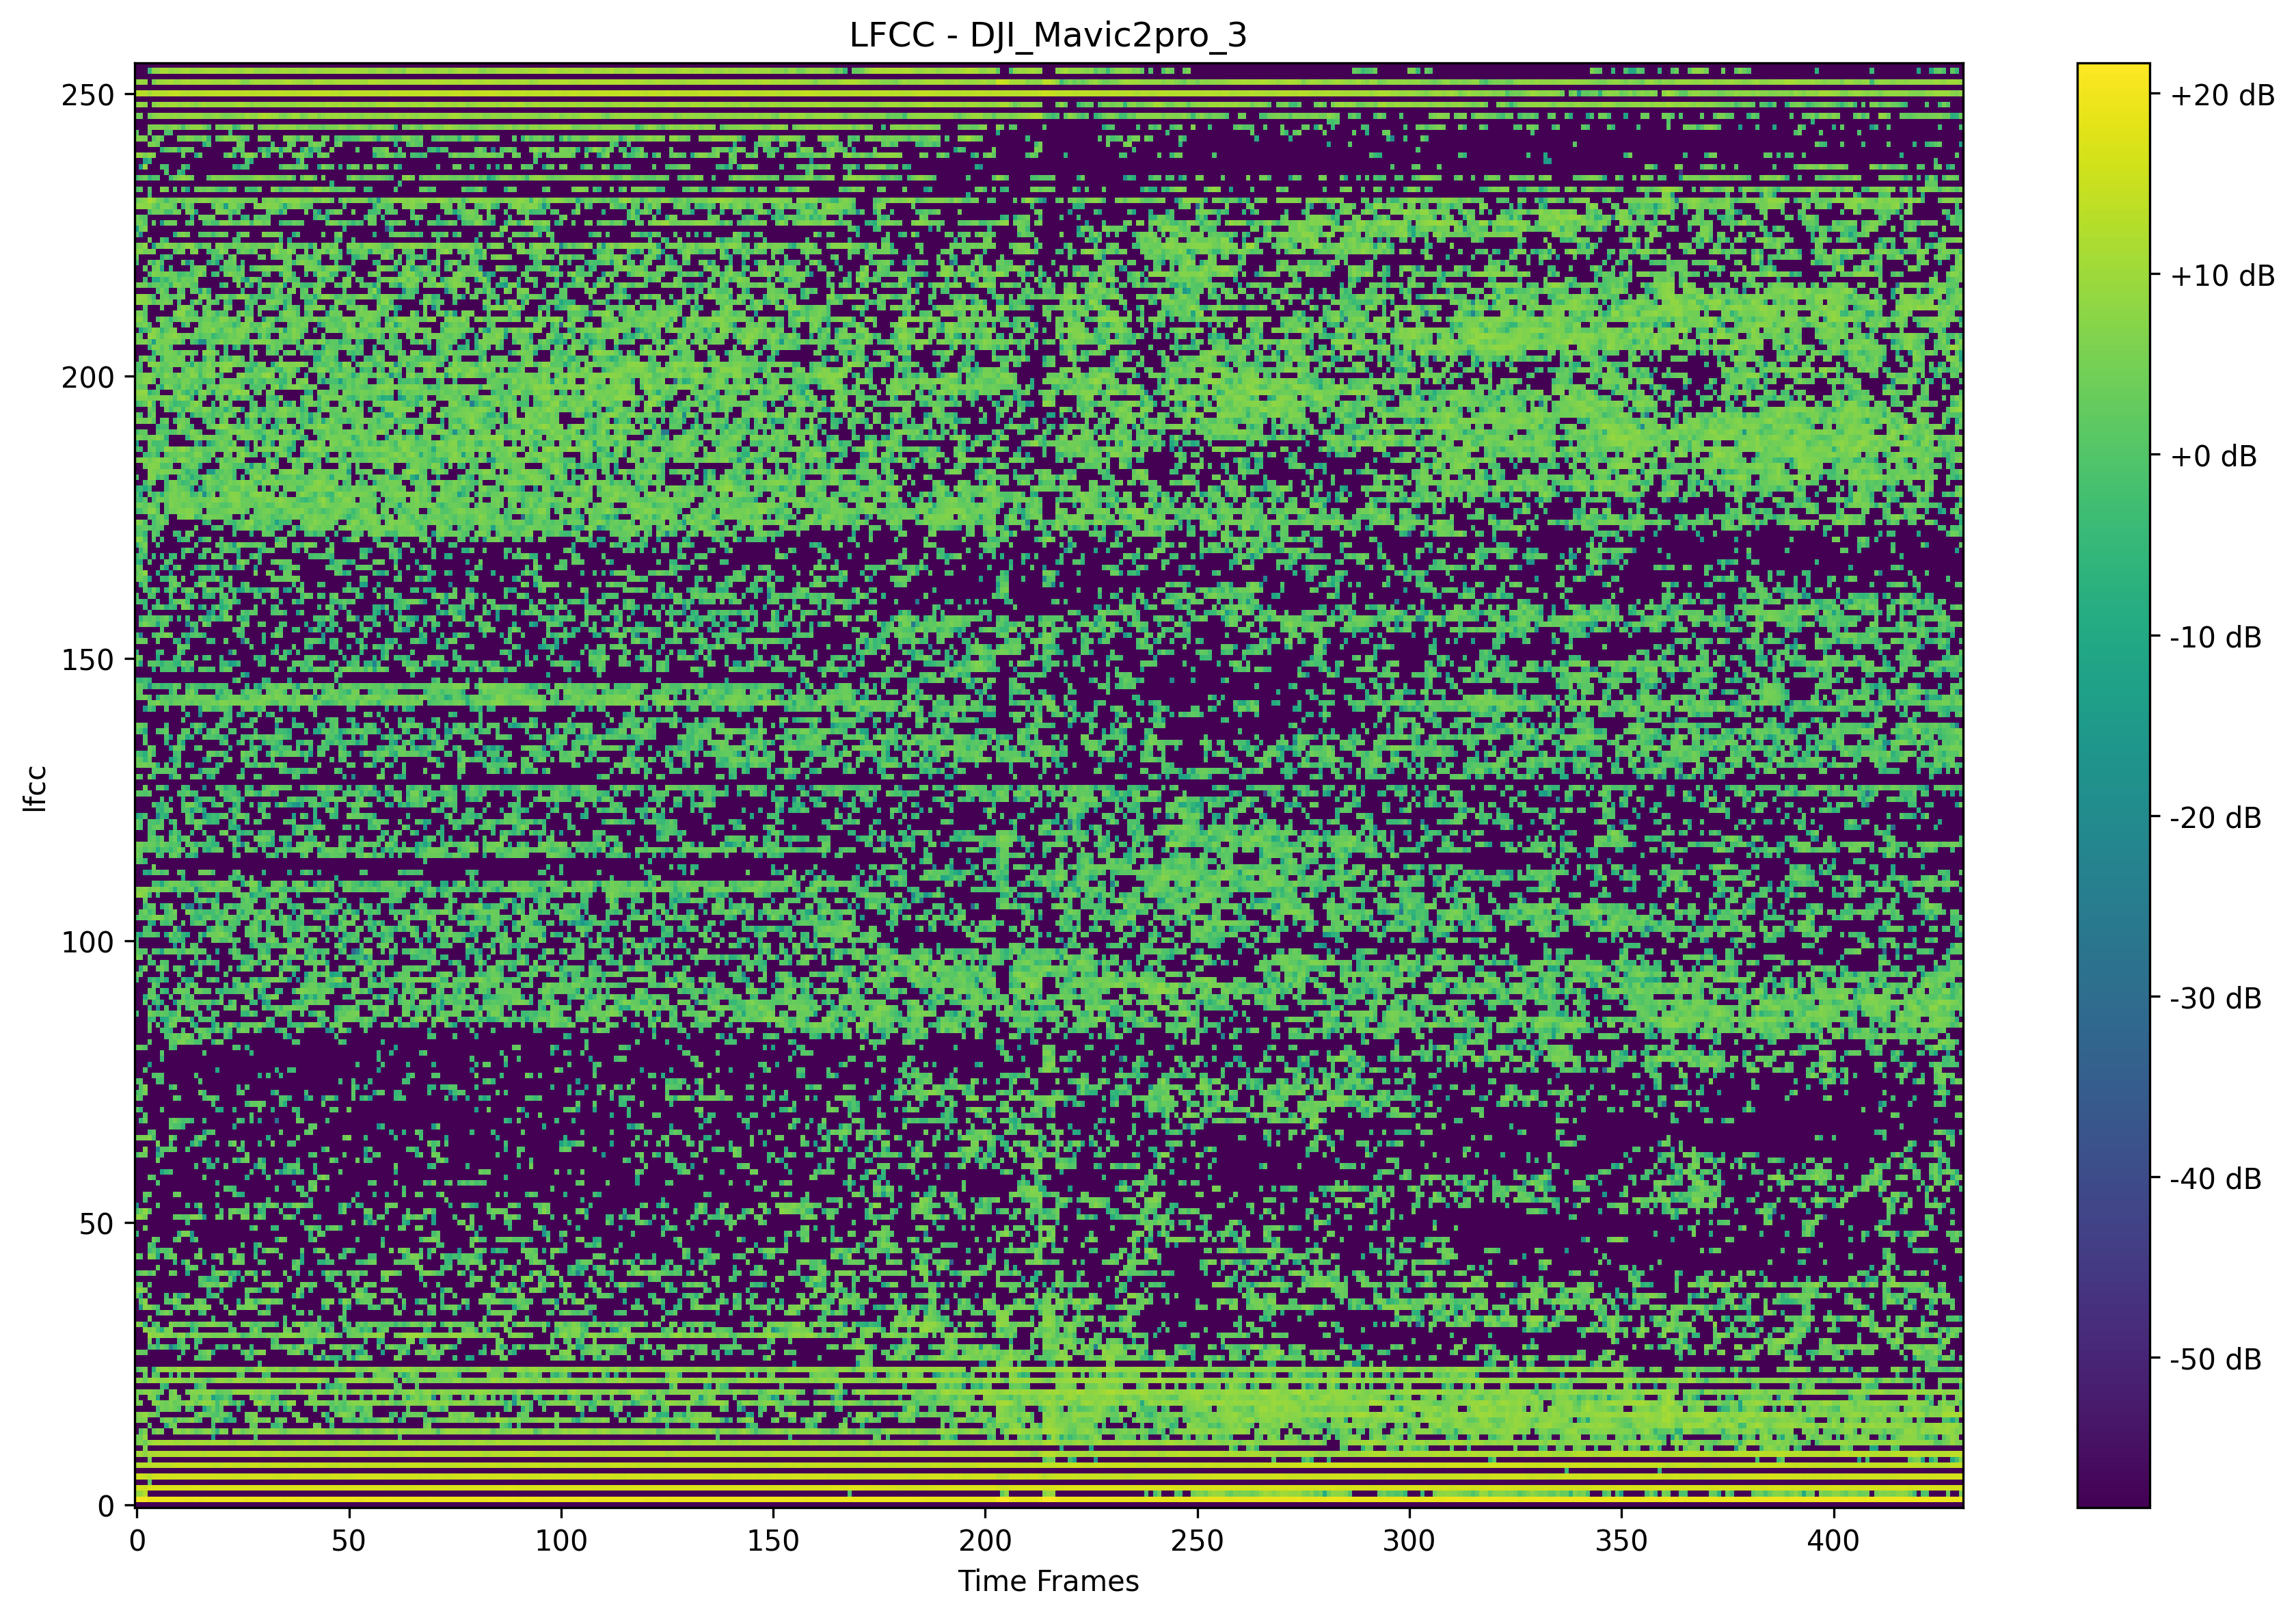 LFCC - DJI_Mavic2pro_3
250
200
150
100
50
0
lfcc
0 50 100 150 200 250 300 350 400
Time Frames
+20 dB
+10 dB
+0 dB
-10 dB
-20 dB
-30 dB
-40 dB
-50 dB